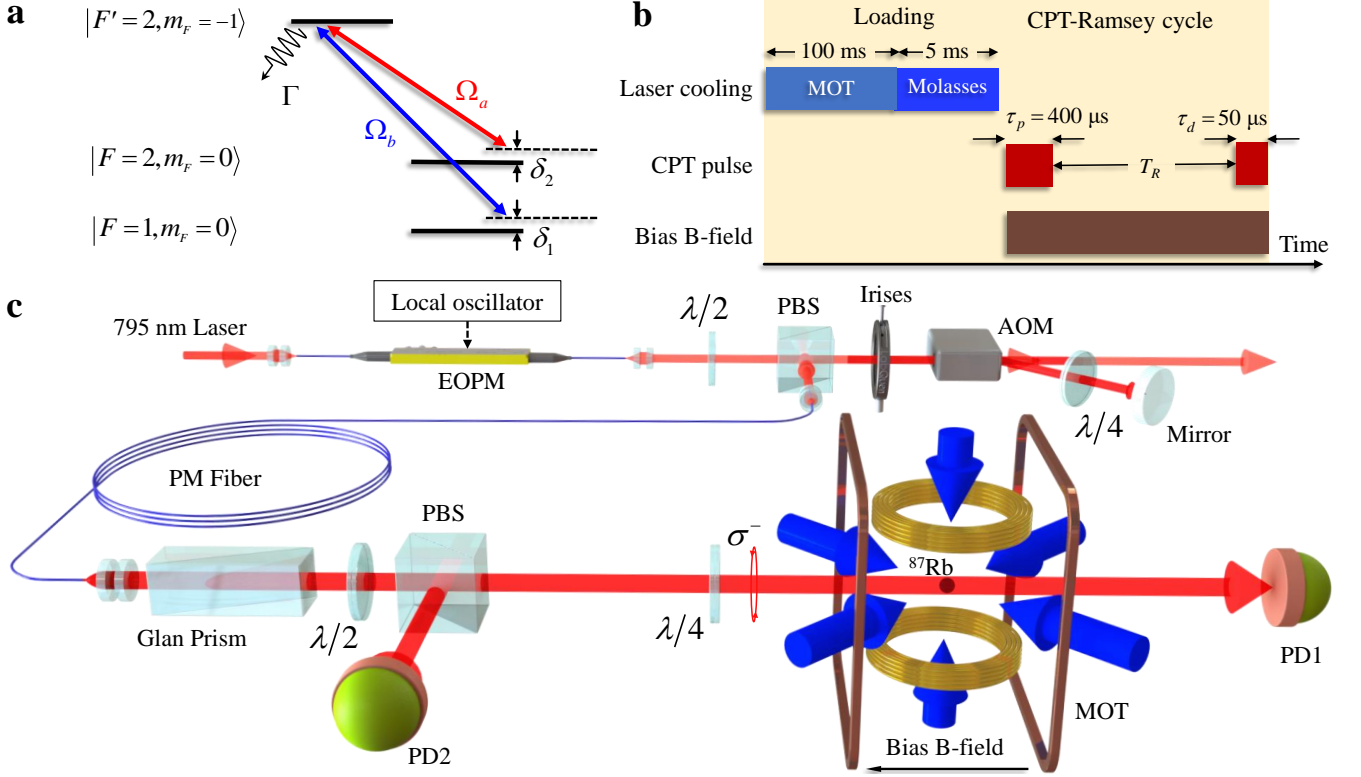 a
|F′=2,m_F=−1⟩
Γ
Ω_a
Ω_b
|F=2,m_F=0⟩
δ_2
|F=1,m_F=0⟩
δ_1
b
Loading
CPT-Ramsey cycle
100 ms
5 ms
Laser cooling
MOT
Molasses
τ_p = 400 μs
τ_d = 50 μs
CPT pulse
T_R
Bias B-field
Time
c
Local oscillator
795 nm Laser
EOPM
λ/2
PBS
Irises
AOM
λ/4
Mirror
PM Fiber
PBS
σ⁻
⁸⁷Rb
Glan Prism
λ/2
λ/4
PD1
PD2
MOT
Bias B-field